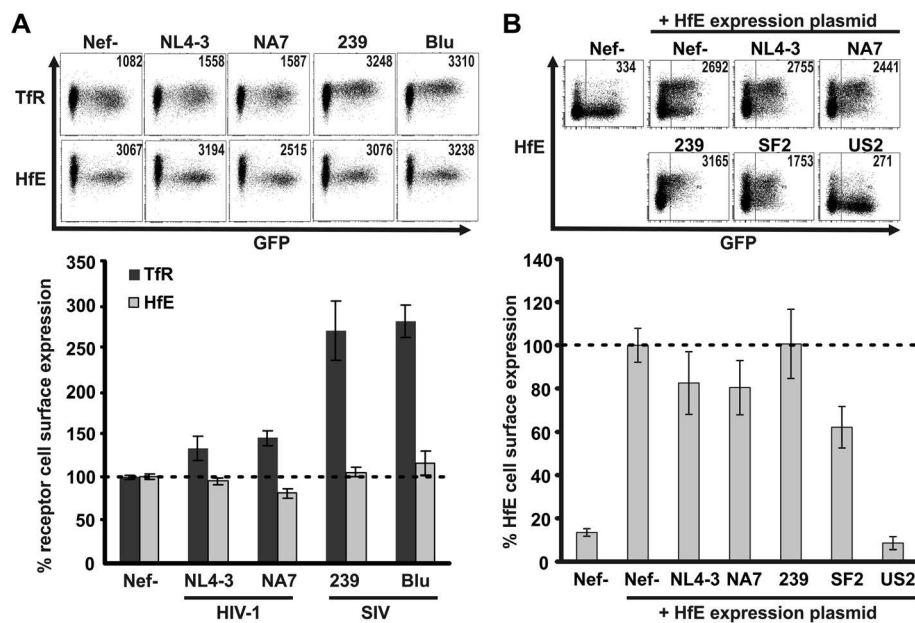 A
Nef- NL4-3 NA7 239 Blu
TfR
1082 1558 1587 3248 3310
HfE
3067 3194 2515 3076 3238
GFP
% receptor cell surface expression
350
300
250
200
150
100
50
0
TfR
HfE
Nef- NL4-3 NA7 239 Blu
HIV-1 SIV
B
+ HfE expression plasmid
Nef- Nef- NL4-3 NA7
334 2692 2755 2441
HfE
239 SF2 US2
3165 1753 271
GFP
% HfE cell surface expression
140
120
100
80
60
40
20
0
Nef- Nef- NL4-3 NA7 239 SF2 US2
+ HfE expression plasmid